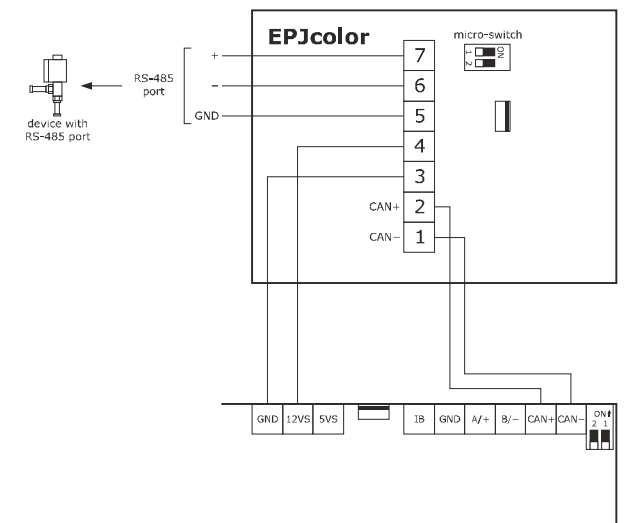 EPJcolor
micro-switch
ON
1
2
+
7
RS-485
port
−
6
device with
RS-485 port
GND
5
4
3
CAN+
2
CAN−
1
GND 12VS 5VS IB GND A/+ B/− CAN+ CAN−
ON
2 1